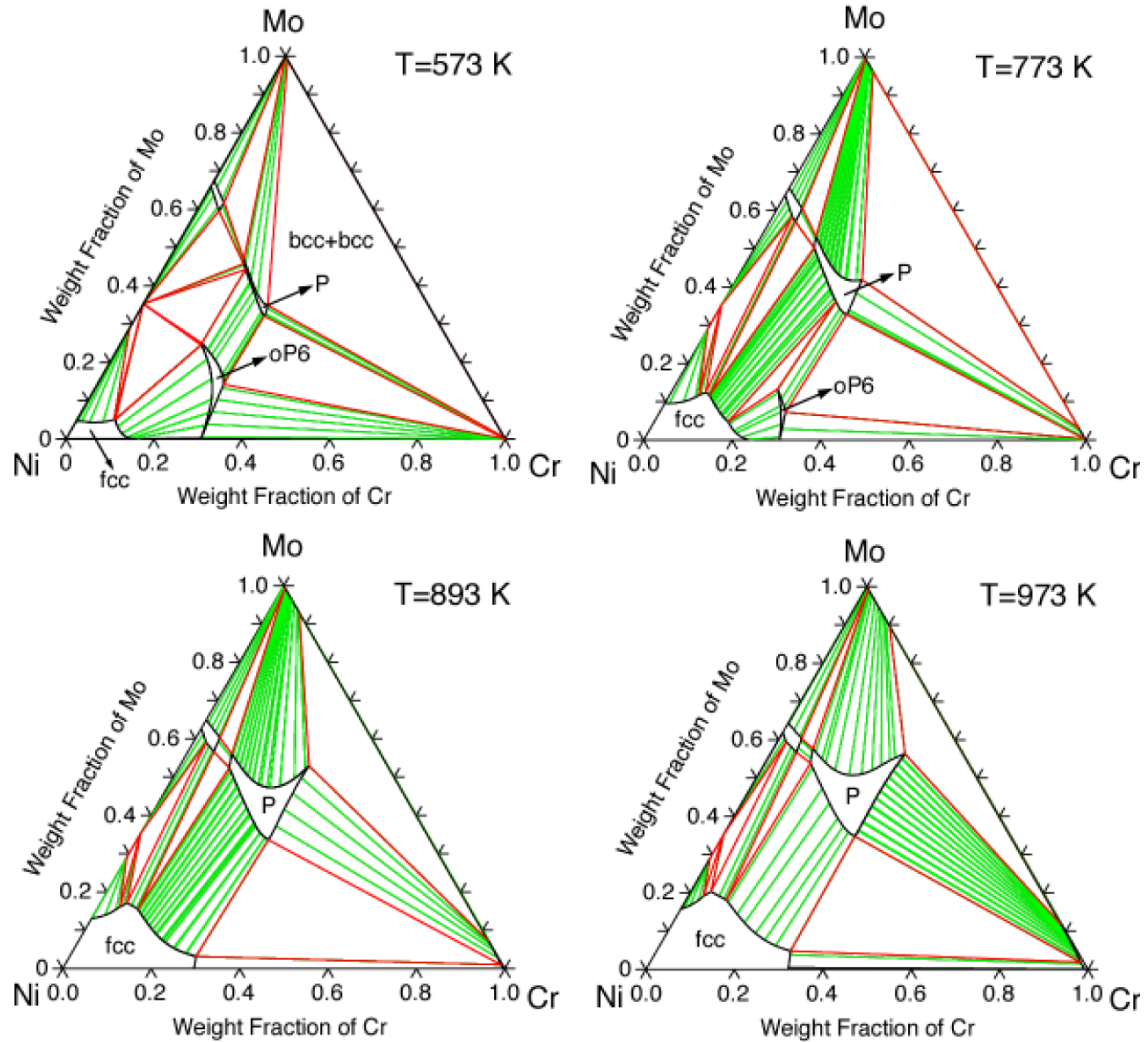 Mo
T=573 K
1.0
0.8
0.6
0.4
0.2
0
Weight Fraction of Mo
bcc+bcc
P
oP6
fcc
Ni
0
0.2
0.4
0.6
0.8
1.0
Cr
Weight Fraction of Cr
Mo
T=773 K
1.0
0.8
0.6
0.4
0.2
0
Weight Fraction of Mo
P
oP6
fcc
Ni
0.0
0.2
0.4
0.6
0.8
1.0
Cr
Weight Fraction of Cr
Mo
T=893 K
1.0
0.8
0.6
0.4
0.2
0
Weight Fraction of Mo
P
fcc
Ni
0.0
0.2
0.4
0.6
0.8
1.0
Cr
Weight Fraction of Cr
Mo
T=973 K
1.0
0.8
0.6
0.4
0.2
0
Weight Fraction of Mo
P
fcc
Ni
0.0
0.2
0.4
0.6
0.8
1.0
Cr
Weight Fraction of Cr